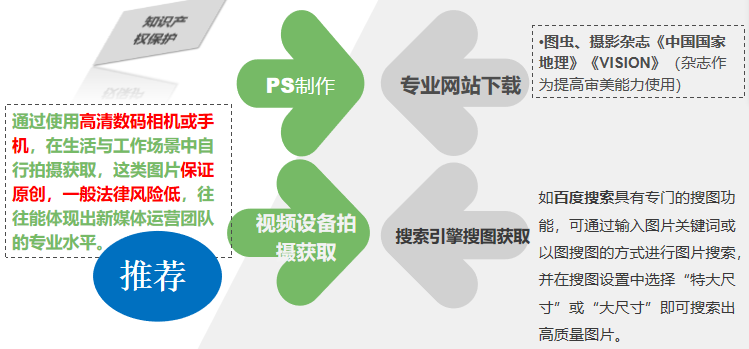 知识产
权保护
PS制作
专业网站下载
•图虫、摄影杂志《中国国家
地理》《VISION》（杂志作
为提高审美能力使用）
通过使用高清数码相机或手
机，在生活与工作场景中自
行拍摄获取，这类图片保证
原创，一般法律风险低，往
往能体现出新媒体运营团队
的专业水平。
推荐
视频设备拍
摄获取
搜索引擎搜图获取
如百度搜索具有专门的搜图功
能，可通过输入图片关键词或
以图搜图的方式进行图片搜索，
并在搜图设置中选择“特大尺
寸”或“大尺寸”即可搜索出
高质量图片。